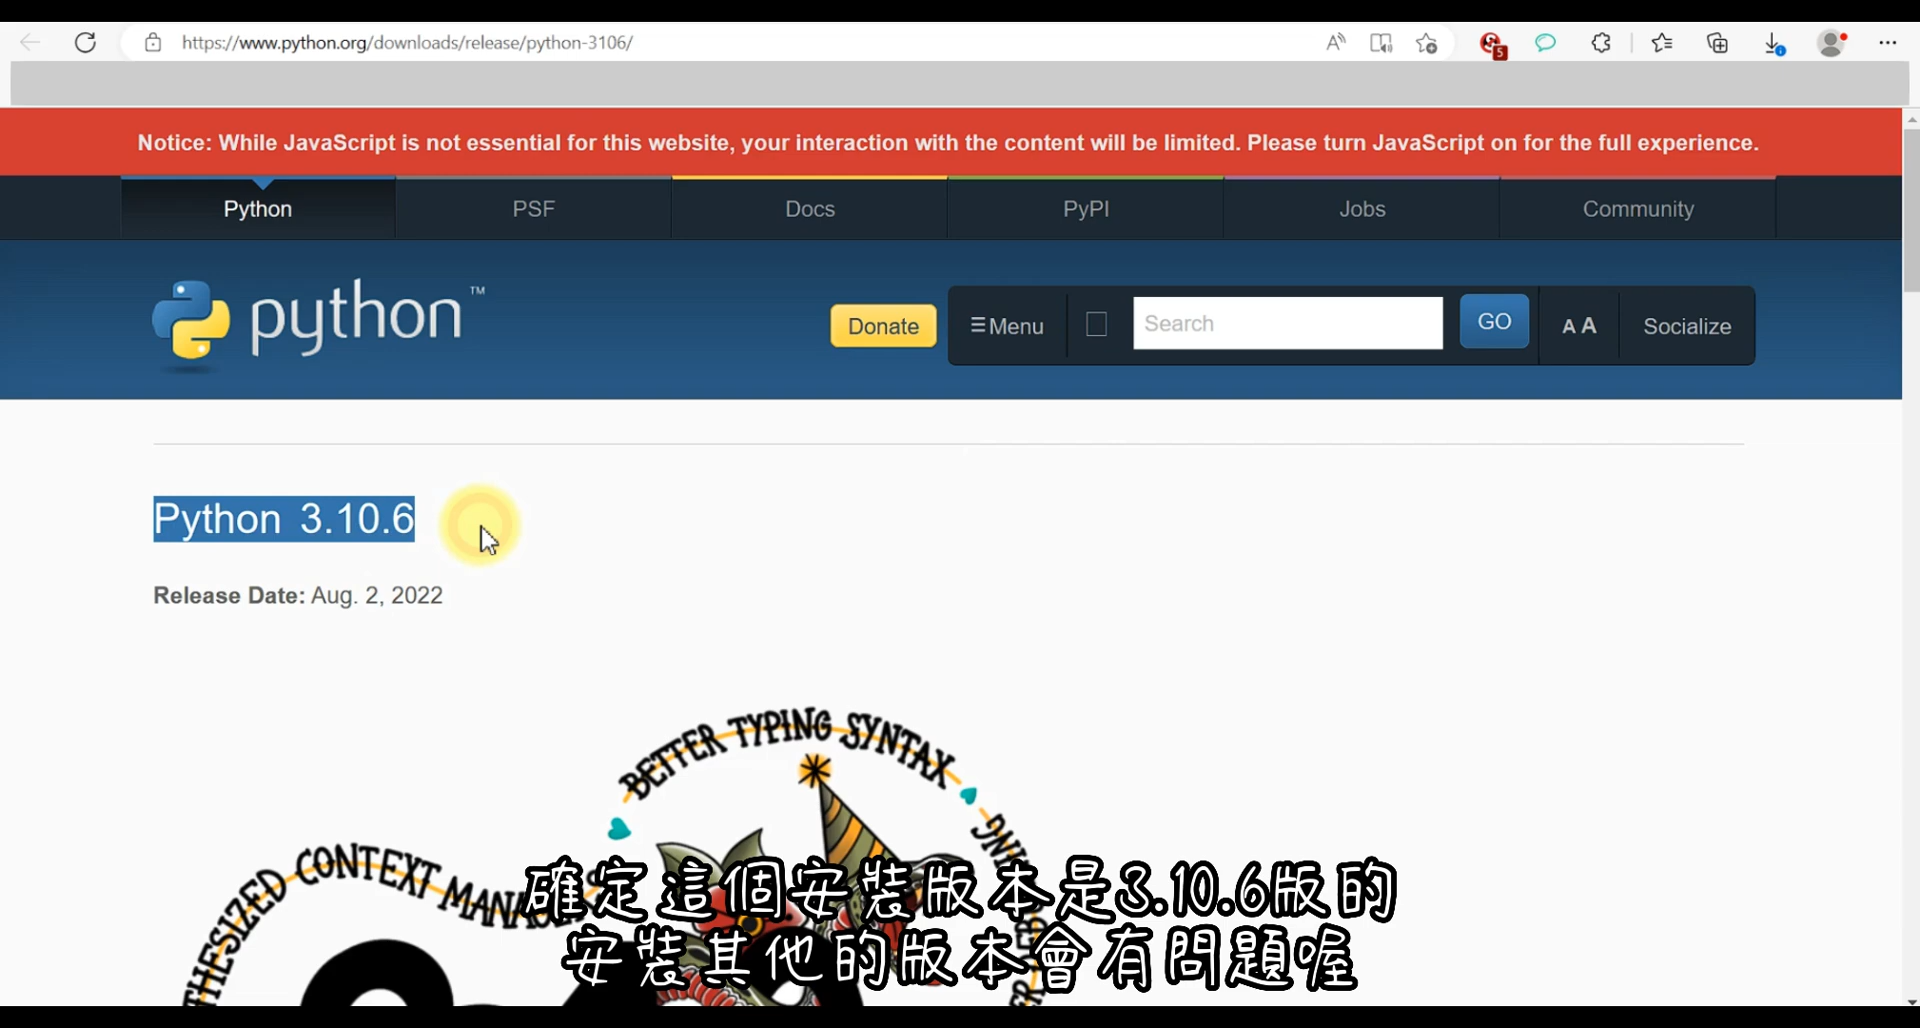 https://www.python.org/downloads/release/python-3106/
5
Notice: While JavaScript is not essential for this website, your interaction with the content will be limited. Please turn JavaScript on for the full experience.
Python PSF Docs PyPI Jobs Community
python™
Donate ☰Menu Search GO A A Socialize
Python 3.10.6
Release Date: Aug. 2, 2022
BETTER TYPING SYNTAX
CONTEXT
確定這個安裝版本是3.10.6版的
安裝其他的版本會有問題喔